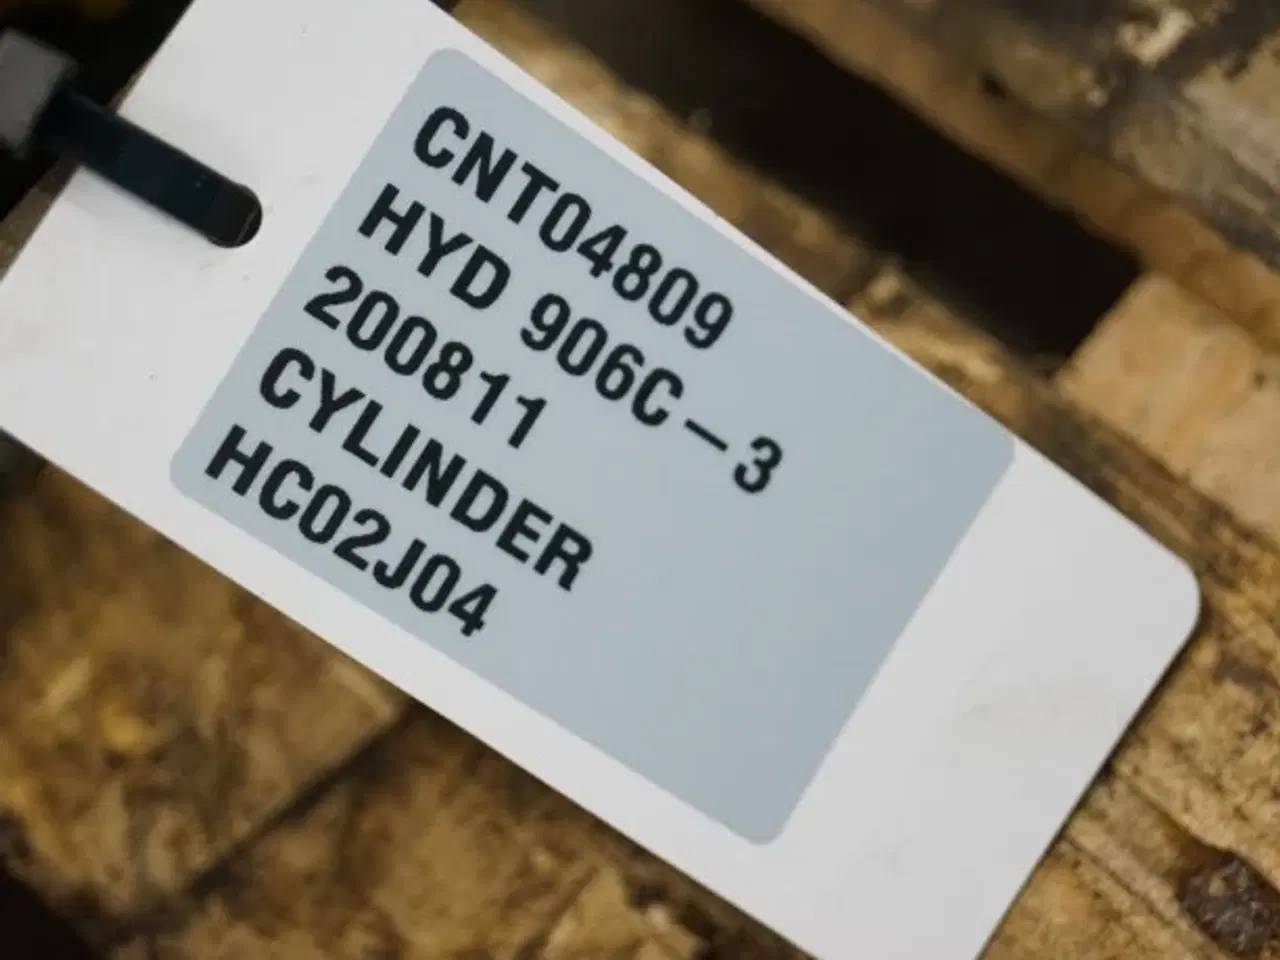 CNT04809
HYD 906C-3
200811
CYLINDER
HC02J04